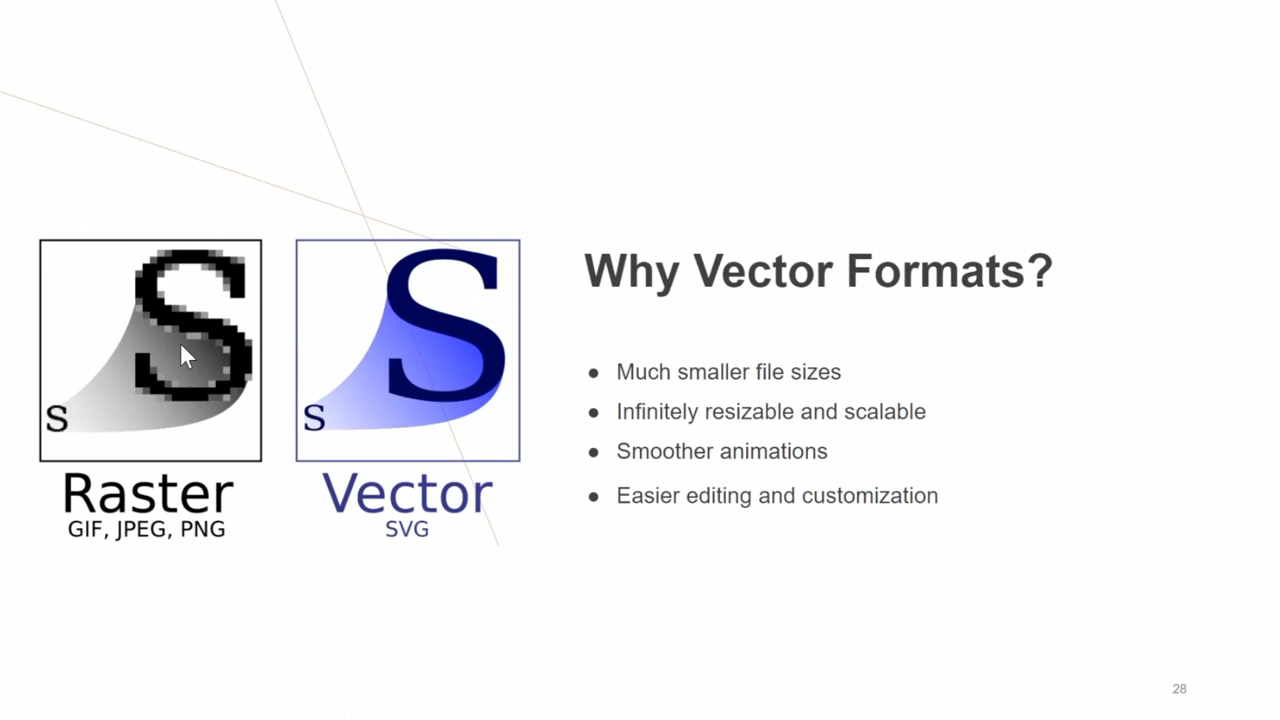 S
S
Raster
GIF, JPEG, PNG
S
S
Vector
SVG
Why Vector Formats?
● Much smaller file sizes
● Infinitely resizable and scalable
● Smoother animations
● Easier editing and customization
28